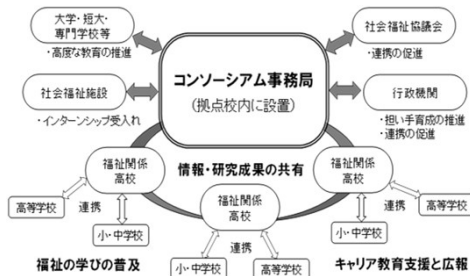 大学・短大・
専門学校等
・高度な教育の推進
社会福祉協議会
・連携の促進
コンソーシアム事務局
(拠点校内に設置)
社会福祉施設
・インターンシップ受入れ
行政機関
・担い手育成の推進
・連携の促進
福祉関係
高校
情報・研究成果の共有
福祉関係
高校
福祉関係
高校
高等学校
連携
小・中学校
連携
高等学校
小・中学校
連携
小・中学校
高等学校
福祉の学びの普及
キャリア教育支援と広報